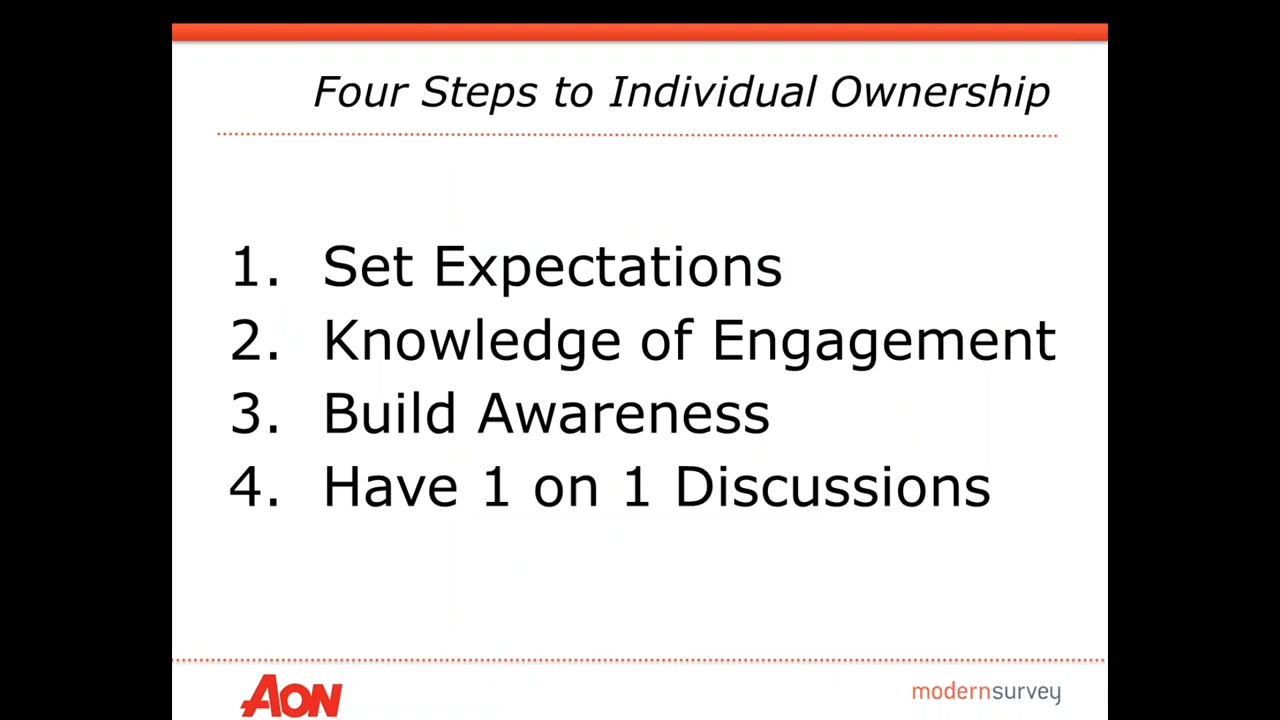 Four Steps to Individual Ownership
1. Set Expectations
2. Knowledge of Engagement
3. Build Awareness
4. Have 1 on 1 Discussions
AON
modernsurvey